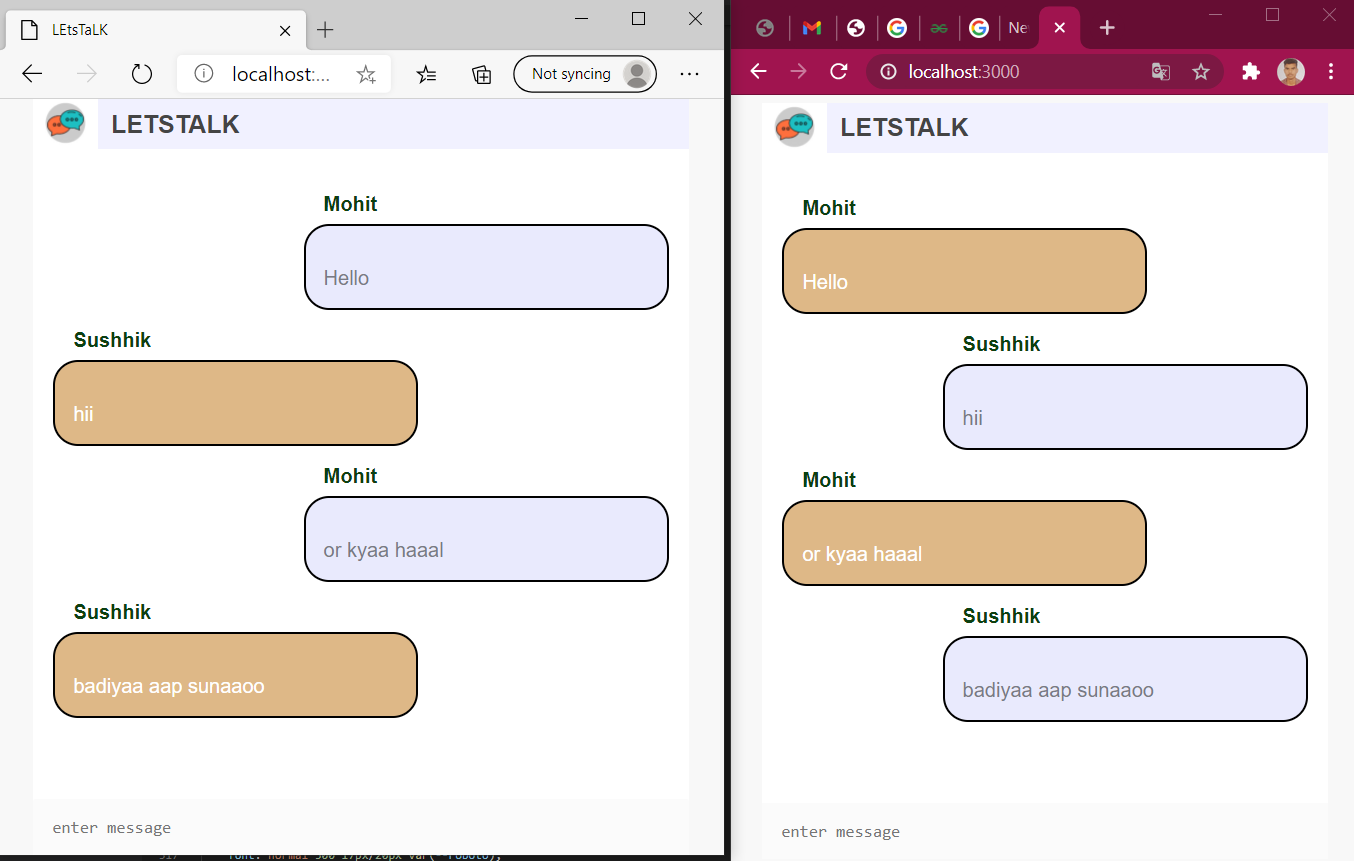 LEtsTaLK
localhost:...
Not syncing
LETSTALK
Mohit
Hello
Sushhik
hii
Mohit
or kyaa haaal
Sushhik
badiyaa aap sunaaoo
enter message
Ne
localhost:3000
LETSTALK
Mohit
Hello
Sushhik
hii
Mohit
or kyaa haaal
Sushhik
badiyaa aap sunaaoo
enter message